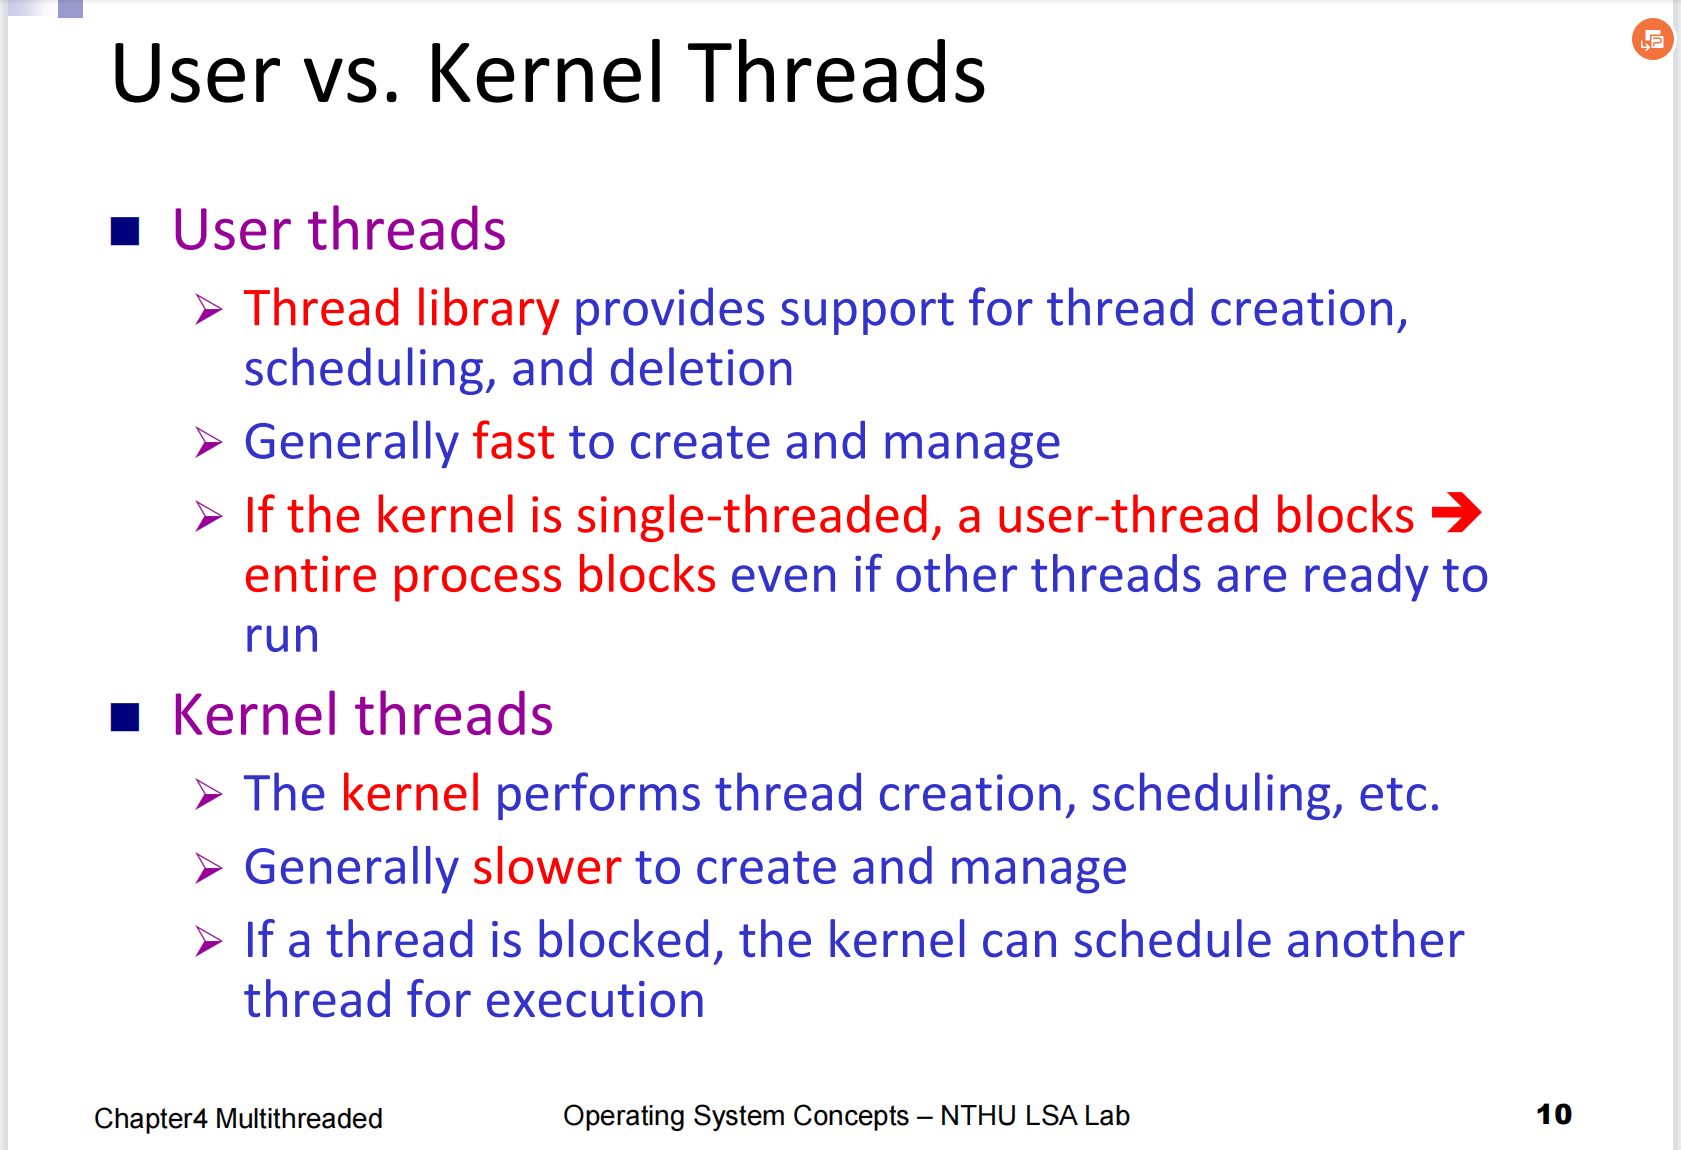 User vs. Kernel Threads
User threads
Thread library provides support for thread creation,
scheduling, and deletion
Generally fast to create and manage
If the kernel is single-threaded, a user-thread blocks ➔
entire process blocks even if other threads are ready to
run
Kernel threads
The kernel performs thread creation, scheduling, etc.
Generally slower to create and manage
If a thread is blocked, the kernel can schedule another
thread for execution
Chapter4 Multithreaded
Operating System Concepts – NTHU LSA Lab
10